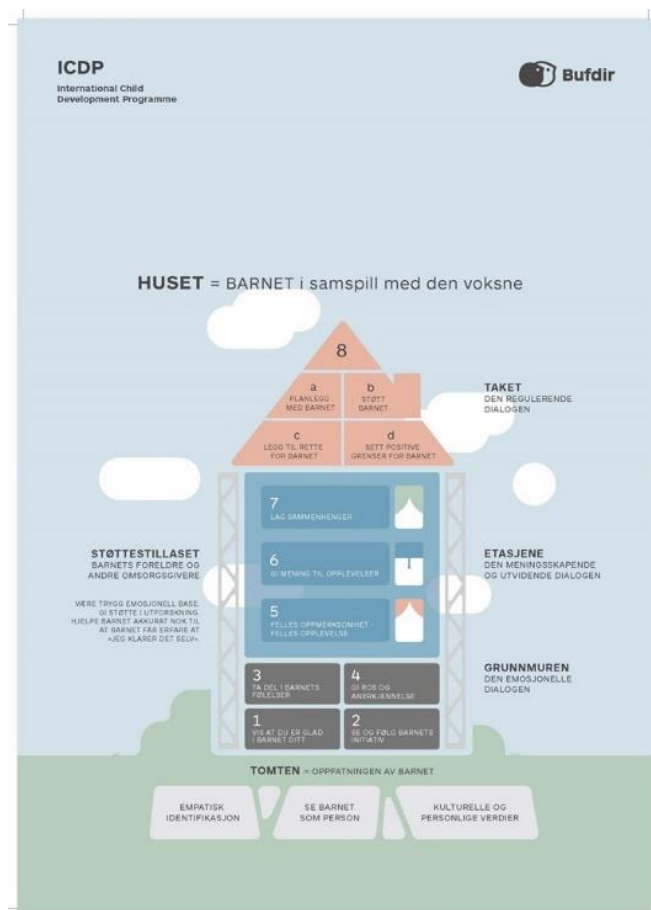 ICDP
International Child
Development Programme
Bufdir
HUSET = BARNET i samspill med den voksne
8
a
PLANLEGG
MED BARNET
b
STØTT
BARNET
c
LEGG TIL RETTE
FOR BARNET
d
SETT POSITIVE
GRENSER FOR BARNET
TAKET
DEN REGULERENDE
DIALOGEN
7
LAG SAMMENHENGER
6
GI MENING TIL OPPLEVELSER
5
FELLES OPPMERKSOMHET -
FELLES OPPLEVELSE
STØTTESTILLASET
BARNETS FORELDRE OG
ANDRE OMSORGSGIVERE
VÆRE TRYGG EMOSJONELL BASE.
GI STØTTE I UTFORSKNING.
HJELPE BARNET AKKURAT NOK TIL
AT BARNET FÅR ERFARE AT
«JEG KLARER DET SELV».
ETASJENE
DEN MENINGSSKAPENDE
OG UTVIDENDE DIALOGEN
3
TA DEL I BARNETS
FØLELSER
4
GI ROS OG
ANERKJENNELSE
1
VIS AT DU ER GLAD
I BARNET DITT
2
SE OG FØLG BARNETS
INITIATIV
GRUNNMUREN
DEN EMOSJONELLE
DIALOGEN
TOMTEN = OPPFATNINGEN AV BARNET
EMPATISK
IDENTIFIKASJON
SE BARNET
SOM PERSON
KULTURELLE OG
PERSONLIGE VERDIER